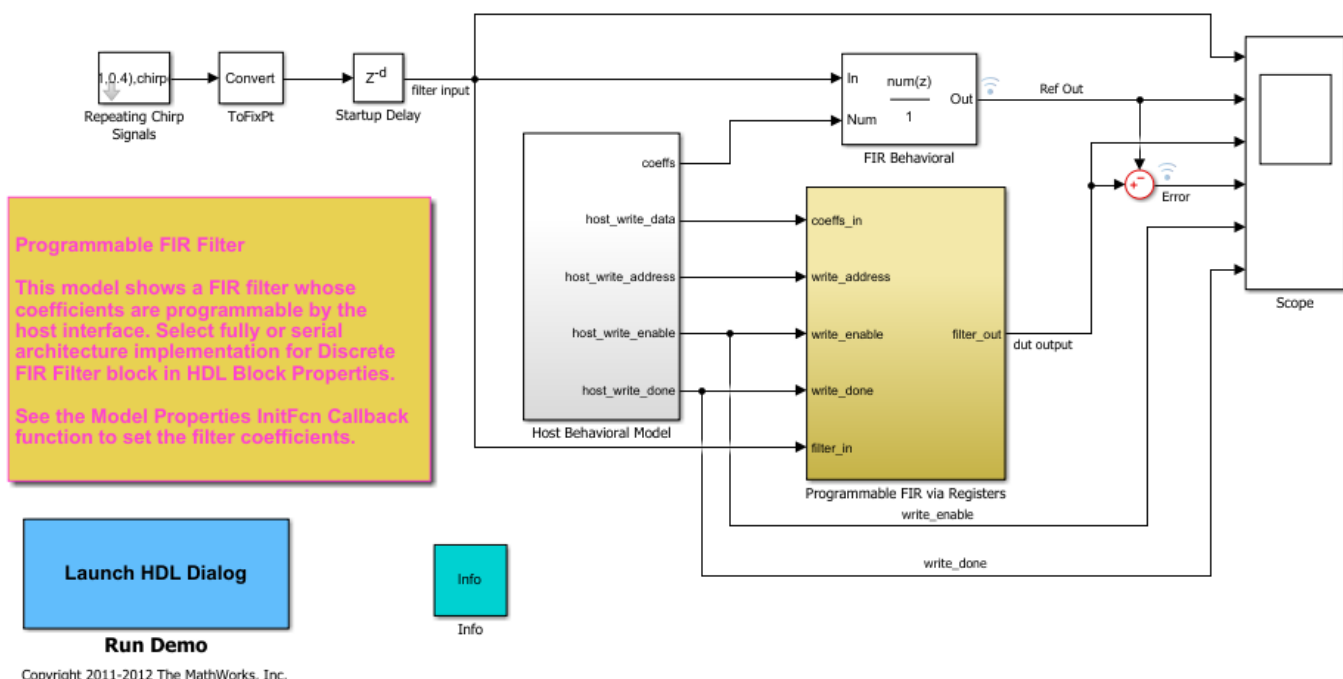 1,0.4),chirp(
Repeating Chirp
Signals
Convert
ToFixPt
z-d
Startup Delay
filter input
In
Num
num(z)
1
Out
FIR Behavioral
Ref Out
Error
Scope
coeffs
host_write_data
host_write_address
host_write_enable
host_write_done
Host Behavioral Model
coeffs_in
write_address
write_enable
write_done
filter_in
filter_out
Programmable FIR via Registers
dut output
write_enable
write_done
Programmable FIR Filter
This model shows a FIR filter whose
coefficients are programmable by the
host interface. Select fully or serial
architecture implementation for Discrete
FIR Filter block in HDL Block Properties.
See the Model Properties InitFcn Callback
function to set the filter coefficients.
Launch HDL Dialog
Run Demo
Info
Info
Copyright 2011-2012 The MathWorks, Inc.